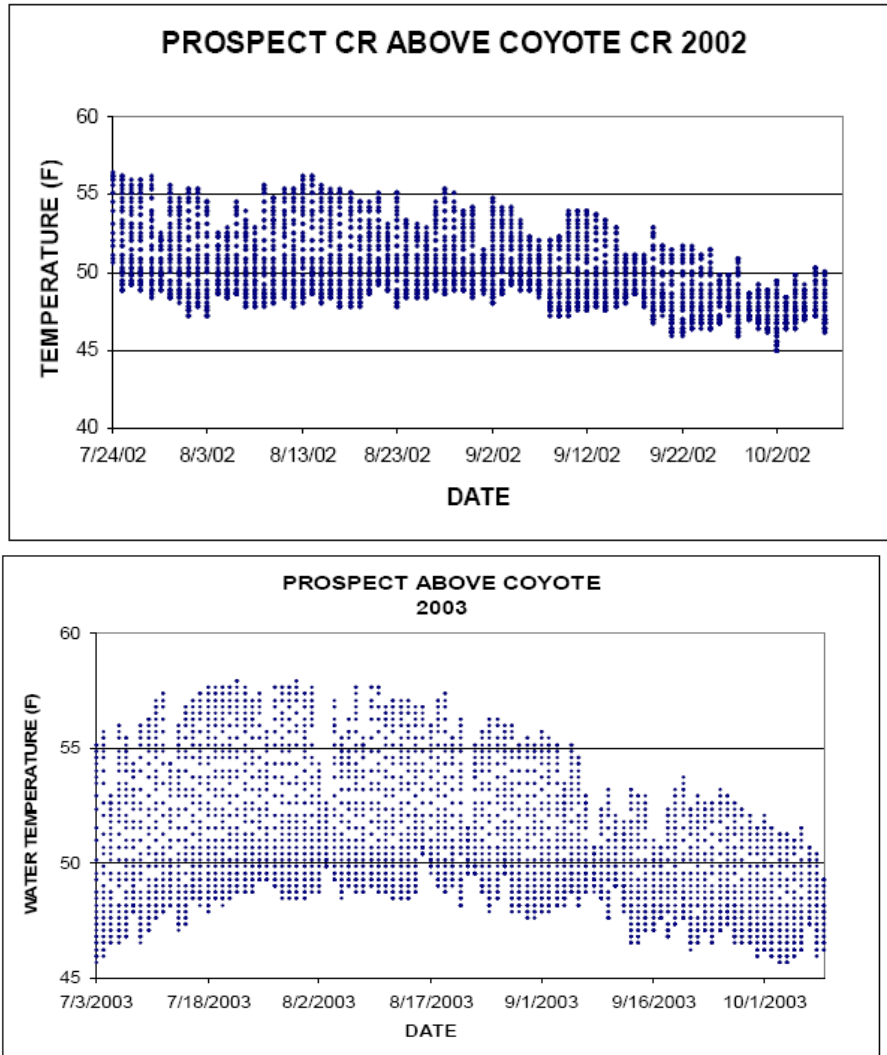 PROSPECT CR ABOVE COYOTE CR 2002
TEMPERATURE (F)
60
55
50
45
40
7/24/02 8/3/02 8/13/02 8/23/02 9/2/02 9/12/02 9/22/02 10/2/02
DATE
PROSPECT ABOVE COYOTE
2003
WATER TEMPERATURE (F)
60
55
50
45
7/3/2003 7/18/2003 8/2/2003 8/17/2003 9/1/2003 9/16/2003 10/1/2003
DATE